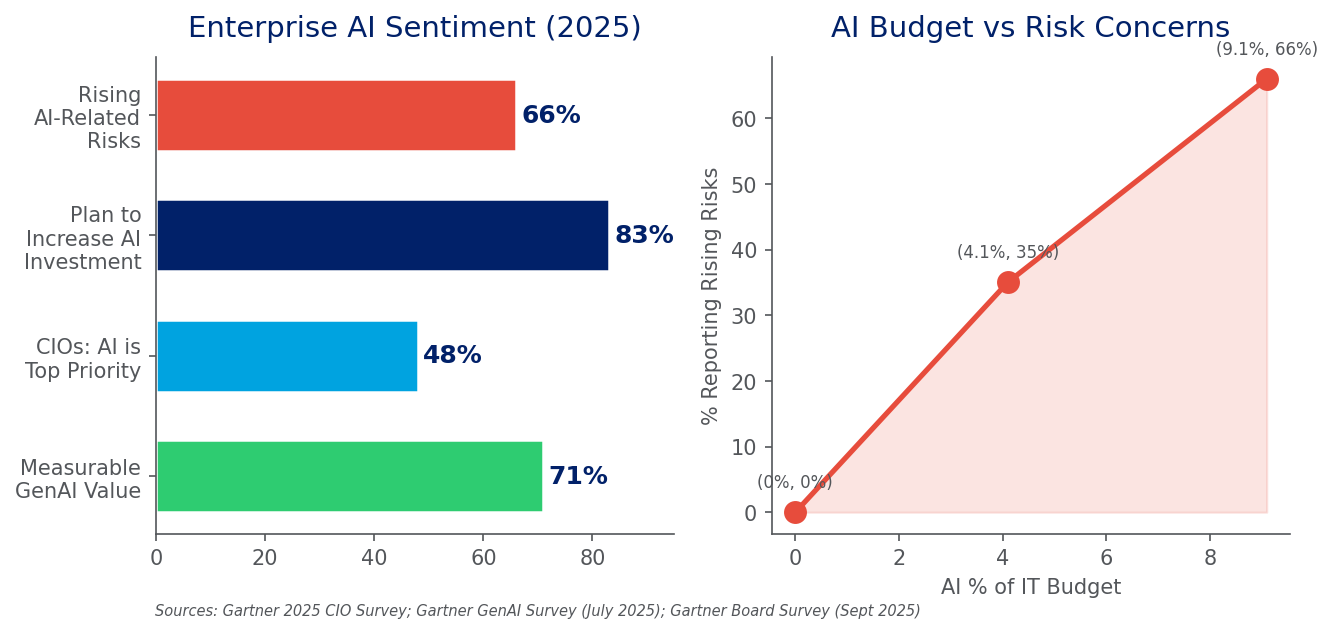 Enterprise AI Sentiment (2025)
Rising
AI-Related
Risks
66%
Plan to
Increase AI
Investment
83%
CIOs: AI is
Top Priority
48%
Measurable
GenAI Value
71%
0 20 40 60 80
AI Budget vs Risk Concerns
(9.1%, 66%)
60
50
40
30
20
10
0
% Reporting Rising Risks
(4.1%, 35%)
(0%, 0%)
0 2 4 6 8
AI % of IT Budget
Sources: Gartner 2025 CIO Survey; Gartner GenAI Survey (July 2025); Gartner Board Survey (Sept 2025)